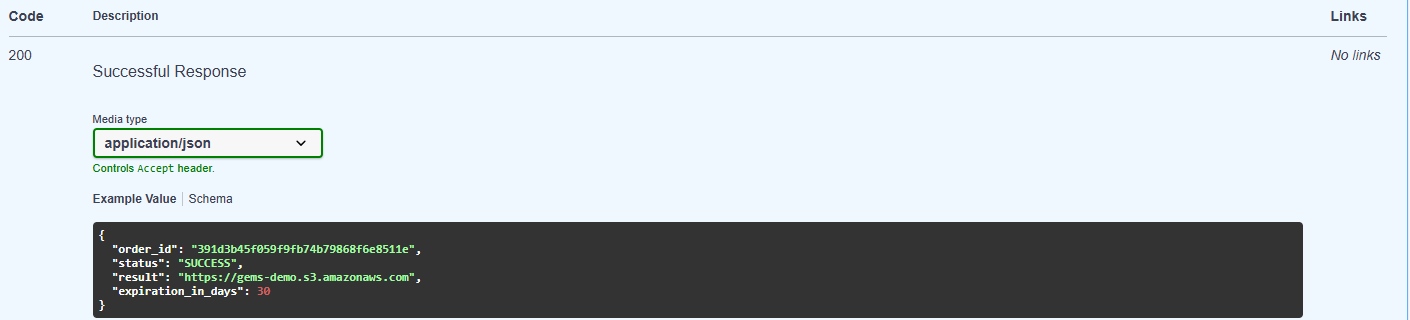 Code Description Links
200 Successful Response No links
Media type
application/json
Controls Accept header.
Example Value | Schema
{
  "order_id": "391d3b45f059f9fb74b79868f6e8511e",
  "status": "SUCCESS",
  "result": "https://gems-demo.s3.amazonaws.com",
  "expiration_in_days": 30
}